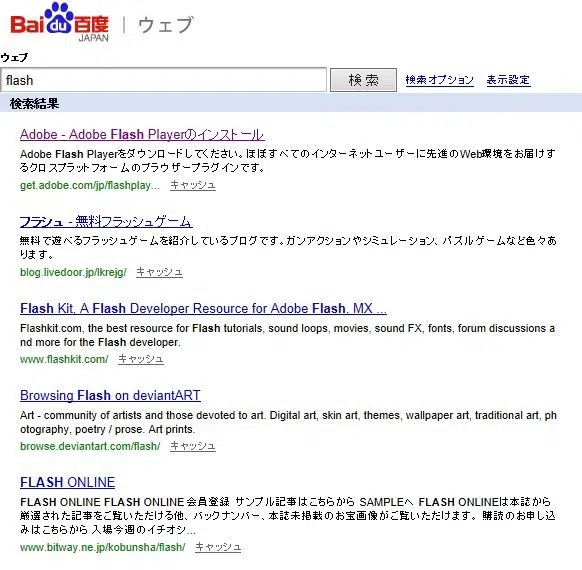 Bai du 百度 JAPAN | ウェブ
ウェブ
flash 検索 検索オプション 表示設定
検索結果
Adobe - Adobe Flash Playerのインストール
Adobe Flash Playerをダウンロードしてください。ほぼすべてのインターネットユーザーに先進のWeb環境をお届けす
るクロスプラットフォームのブラウザープラグインです。
get.adobe.com/jp/flashplay... キャッシュ
フラシュ - 無料フラッシュゲーム
無料で遊べるフラッシュゲームを紹介しているブログです。ガンアクションやシミュレーション、パズルゲームなど色々あ
ります。
blog.livedoor.jp/lkrejg/ キャッシュ
Flash Kit, A Flash Developer Resource for Adobe Flash, MX ...
Flashkit.com, the best resource for Flash tutorials, sound loops, movies, sound FX, fonts, forum discussions a
nd more for the Flash developer.
www.flashkit.com/ キャッシュ
Browsing Flash on deviantART
Art - community of artists and those devoted to art. Digital art, skin art, themes, wallpaper art, traditional art, ph
otography, poetry / prose. Art prints.
browse.deviantart.com/flash/ キャッシュ
FLASH ONLINE
FLASH ONLINE FLASH ONLINE 会員登録 サンプル記事はこちらから SAMPLEへ FLASH ONLINEは本誌から
厳選された記事をご覧いただける他、バックナンバー、本誌未掲載のお宝画像がご覧いただけます。 購読のお申し込
みはこちらから 入場今週のイチオシ...
www.bitway.ne.jp/kobunsha/flash/ キャッシュ